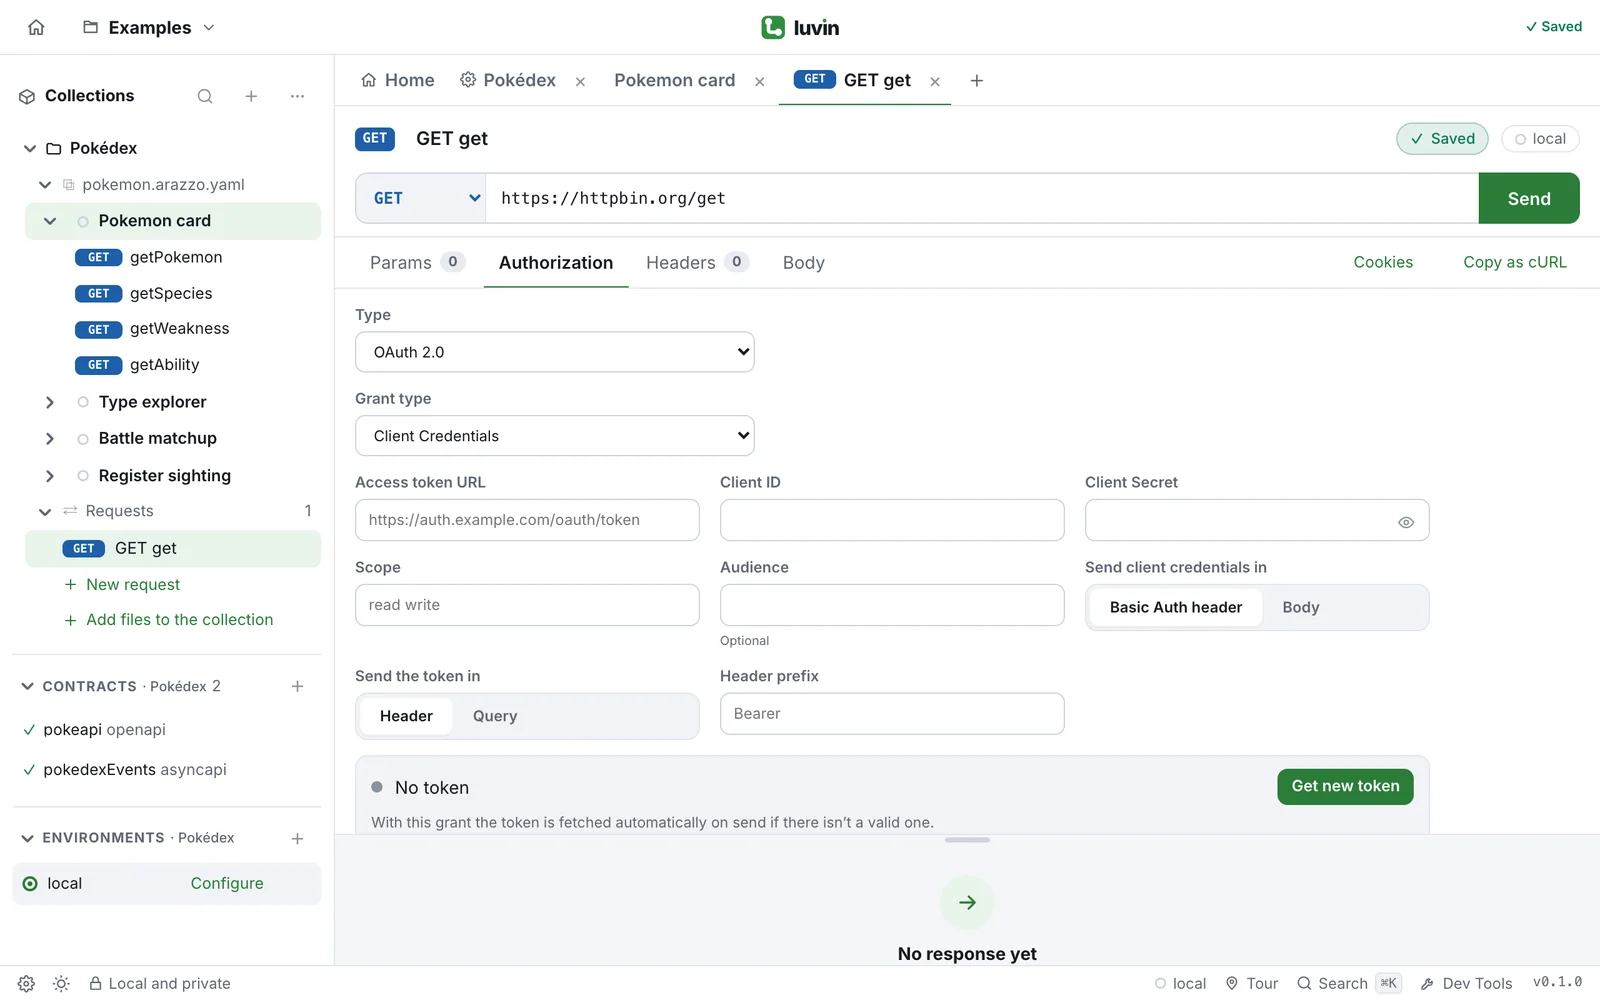 Examples
luvin
Saved
Collections
Home
Pokédex
Pokemon card
GET
GET get
Pokédex
pokemon.arazzo.yaml
Pokemon card
GET getPokemon
GET getSpecies
GET getWeakness
GET getAbility
Type explorer
Battle matchup
Register sighting
Requests 1
GET GET get
New request
Add files to the collection
CONTRACTS · Pokédex 2
pokeapi openapi
pokedexEvents asyncapi
ENVIRONMENTS · Pokédex
local Configure
GET GET get
Saved
local
GET https://httpbin.org/get Send
Params 0 Authorization Headers 0 Body
Cookies Copy as cURL
Type
OAuth 2.0
Grant type
Client Credentials
Access token URL Client ID Client Secret
https://auth.example.com/oauth/token
Scope Audience Send client credentials in
read write
Basic Auth header Body
Optional
Send the token in Header prefix
Header Query Bearer
No token
Get new token
With this grant the token is fetched automatically on send if there isn't a valid one.
No response yet
Local and private
local Tour Search ⌘K Dev Tools v0.1.0